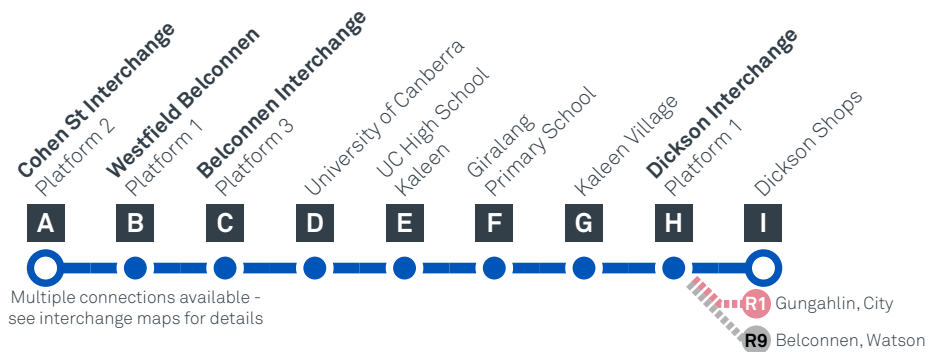 Cohen St Interchange
Platform 2
Westfield Belconnen
Platform 1
Belconnen Interchange
Platform 3
University of Canberra
UC High School
Kaleen
Giralang
Primary School
Kaleen Village
Dickson Interchange
Platform 1
Dickson Shops
A B C D E F G H I
Multiple connections available -
see interchange maps for details
R1 Gungahlin, City
R9 Belconnen, Watson